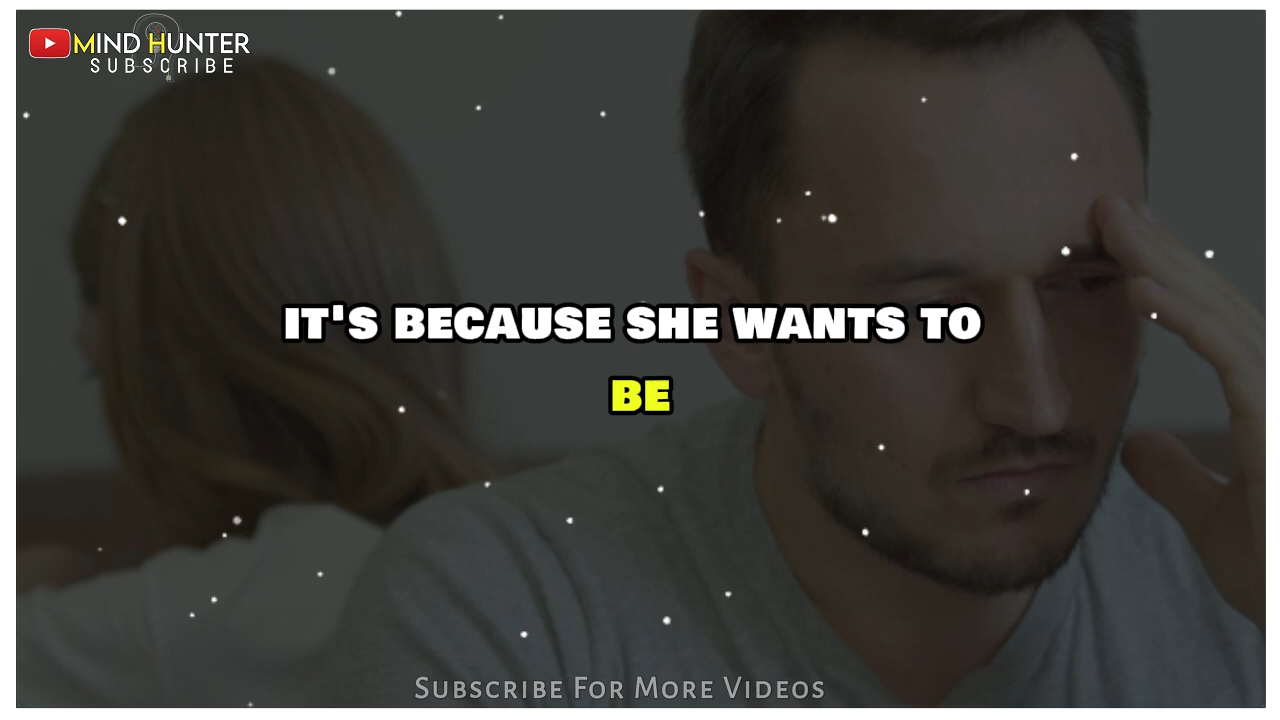 MIND HUNTER
SUBSCRIBE
IT'S BECAUSE SHE WANTS TO
BE
SUBSCRIBE FOR MORE VIDEOS